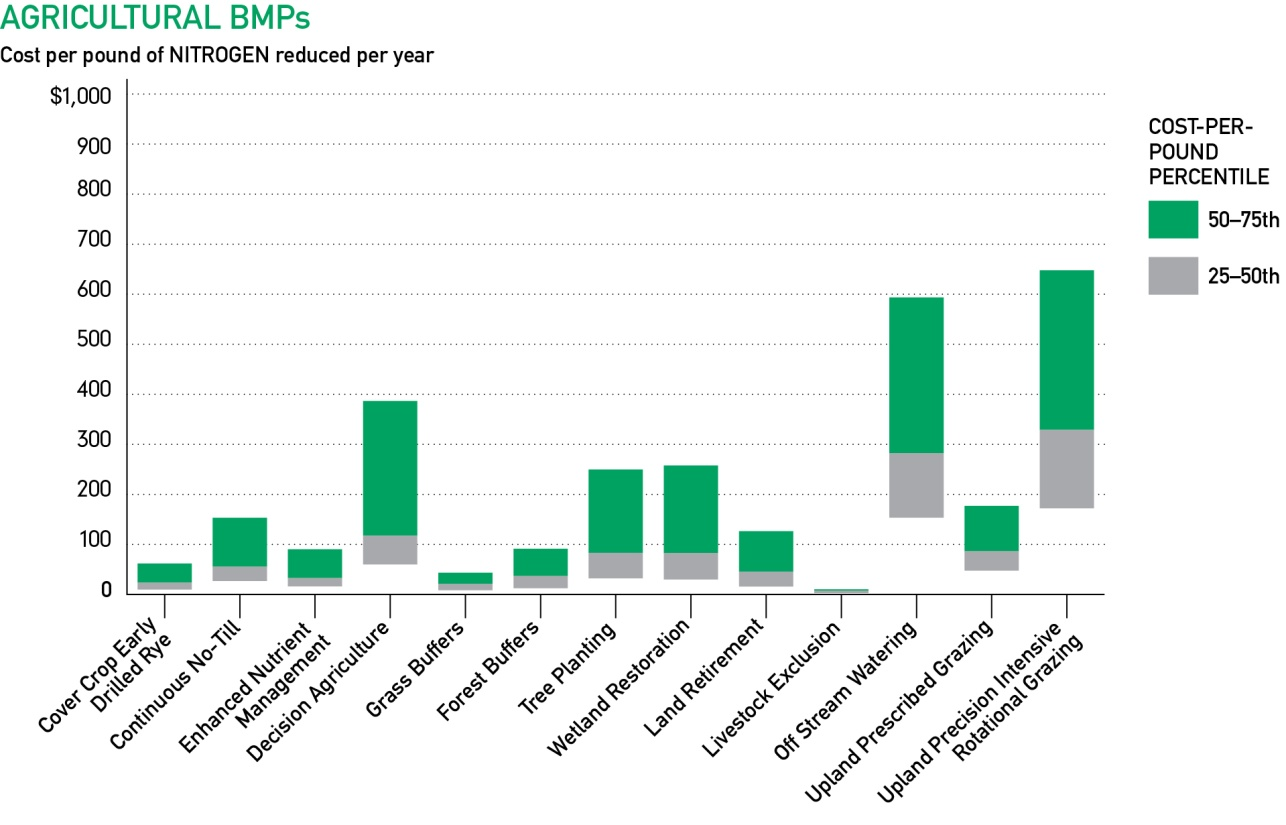 AGRICULTURAL BMPs
Cost per pound of NITROGEN reduced per year
$1,000
900
800
700
600
500
400
300
200
100
0
COST-PER-
POUND
PERCENTILE
50–75th
25–50th
Cover Crop Early
Drilled Rye
Continuous No-Till
Enhanced Nutrient
Management
Decision Agriculture
Grass Buffers
Forest Buffers
Tree Planting
Wetland Restoration
Land Retirement
Livestock Exclusion
Off Stream Watering
Upland Prescribed Grazing
Upland Precision Intensive
Rotational Grazing